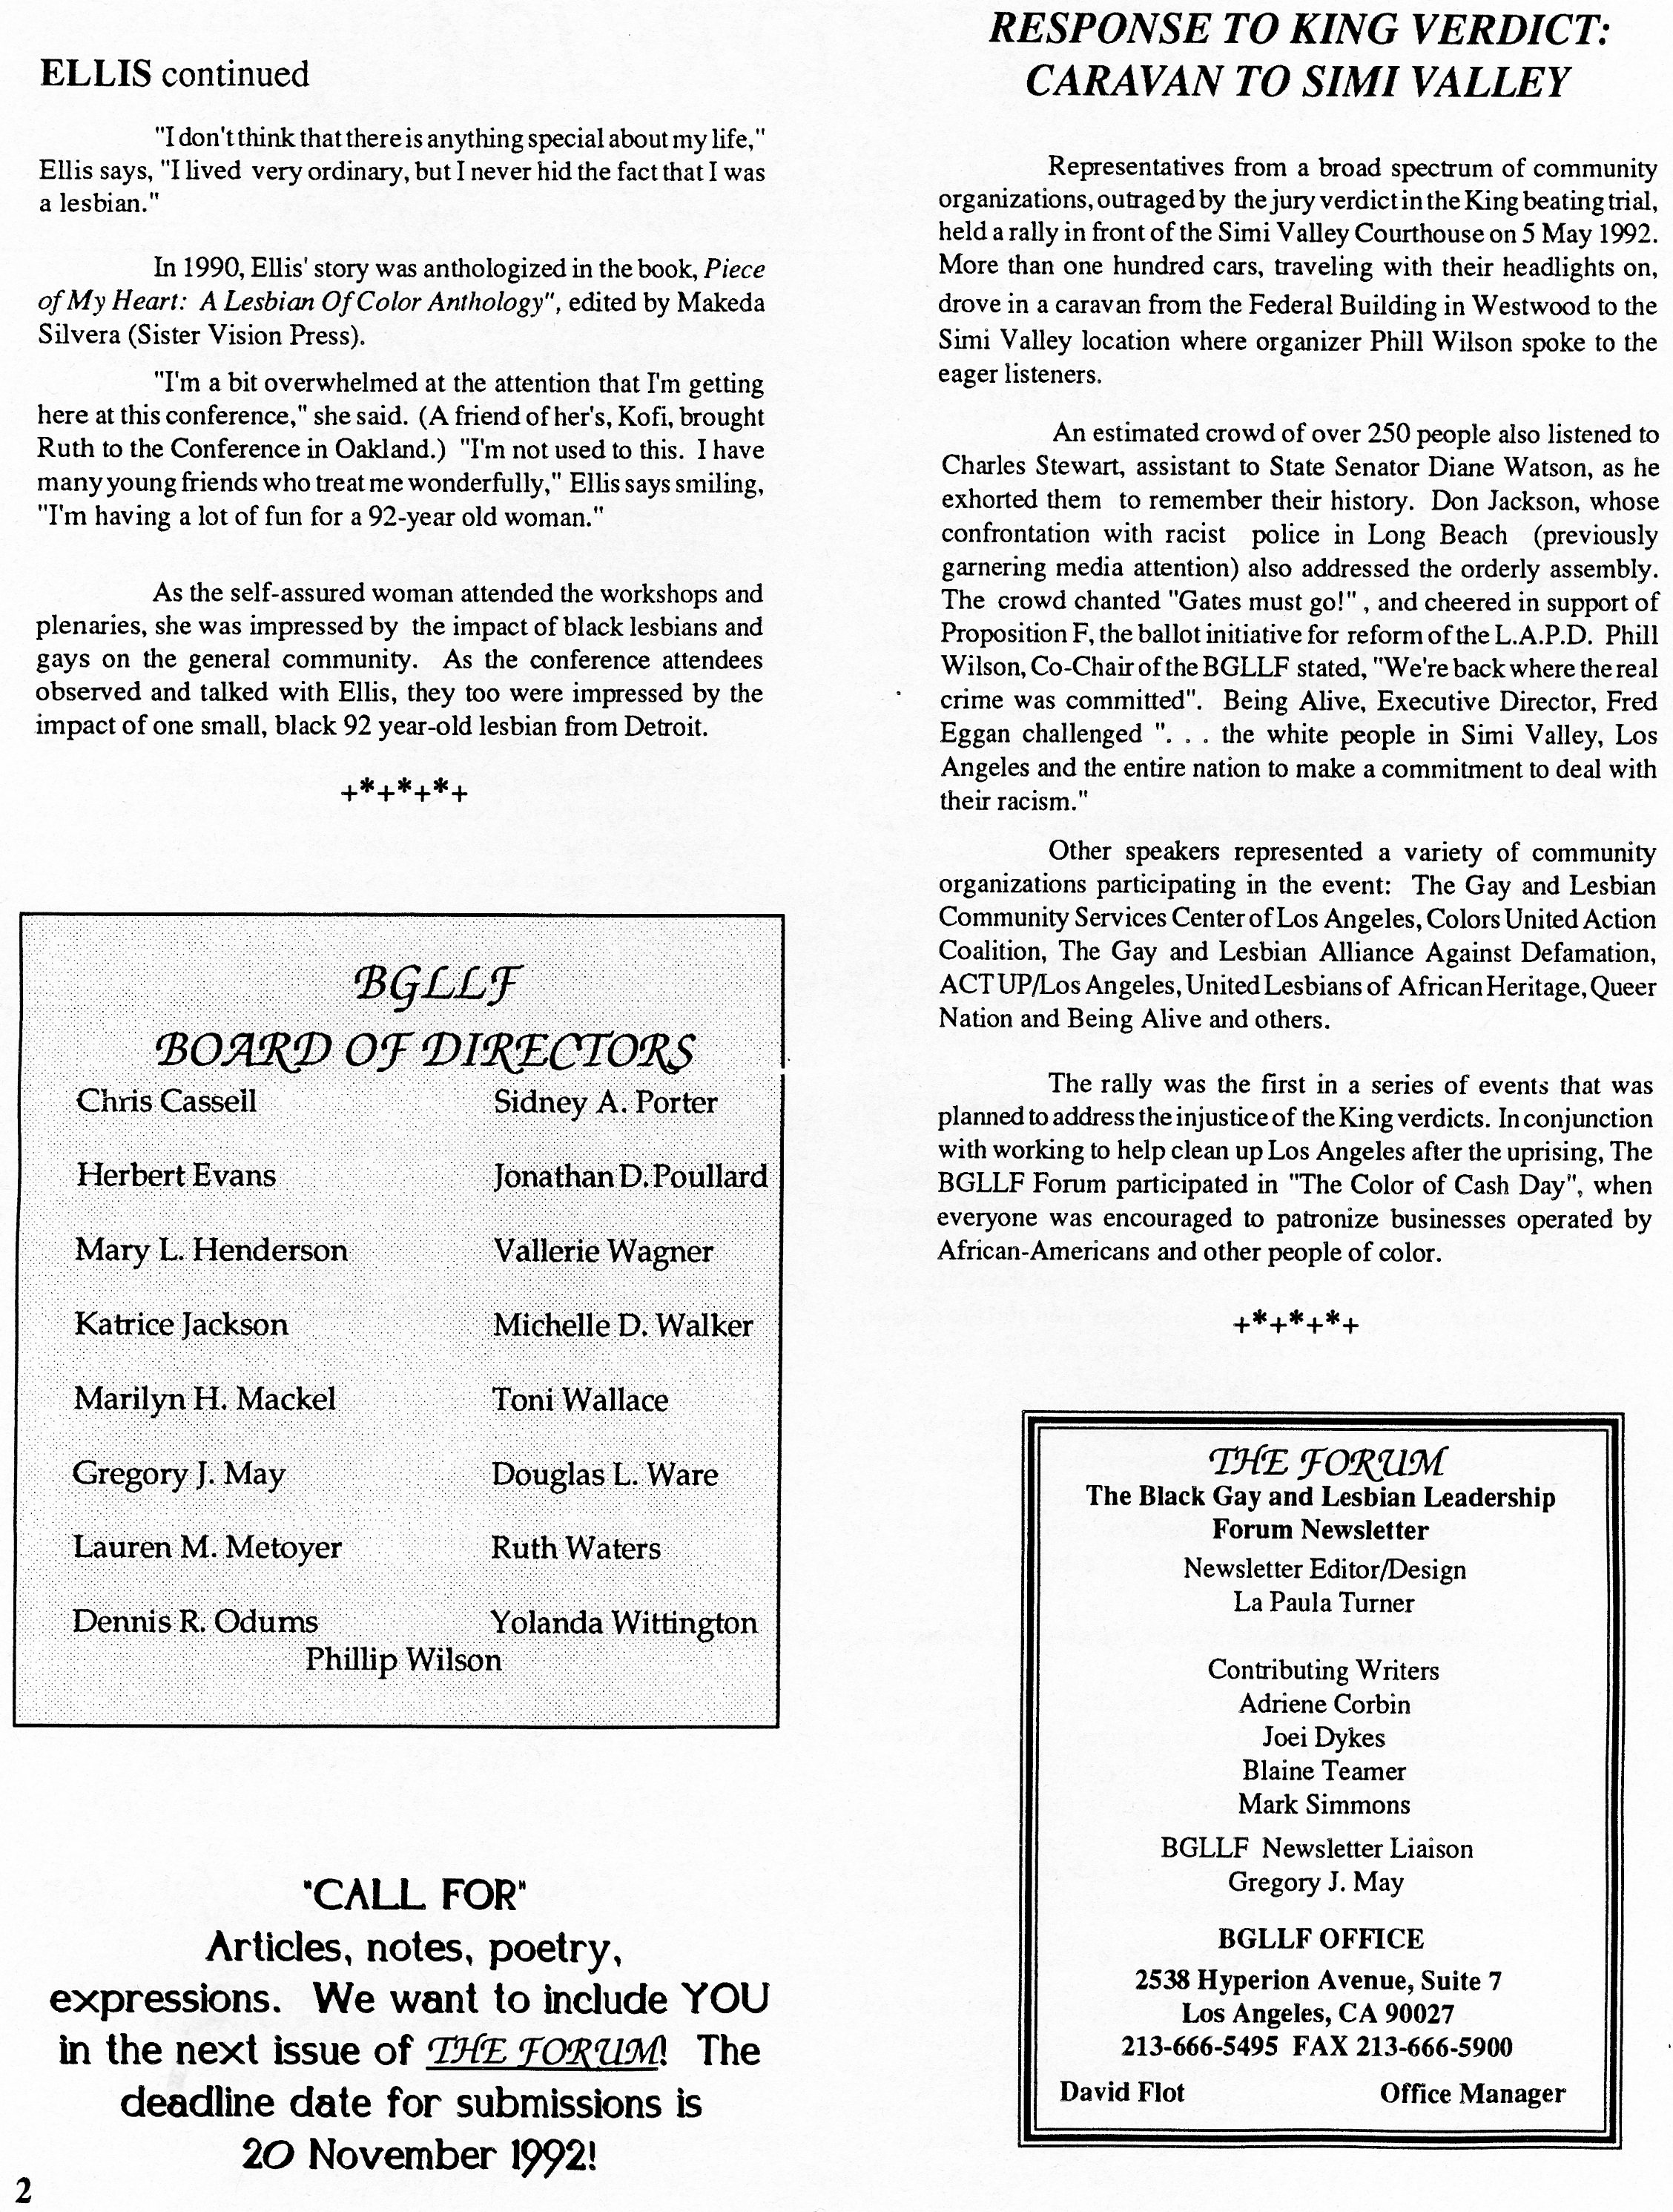 ELLIS continued
"I don't think that there is anything special about my life,"
Ellis says, "I lived very ordinary, but I never hid the fact that I was
a lesbian."
In 1990, Ellis' story was anthologized in the book, Piece
of My Heart: A Lesbian Of Color Anthology", edited by Makeda
Silvera (Sister Vision Press).
"I'm a bit overwhelmed at the attention that I'm getting
here at this conference," she said. (A friend of her's, Kofi, brought
Ruth to the Conference in Oakland.) "I'm not used to this. I have
many young friends who treat me wonderfully," Ellis says smiling,
"I'm having a lot of fun for a 92-year old woman."
As the self-assured woman attended the workshops and
plenaries, she was impressed by the impact of black lesbians and
gays on the general community. As the conference attendees
observed and talked with Ellis, they too were impressed by the
impact of one small, black 92 year-old lesbian from Detroit.
+*+*+*+
BGLLF
BOARD OF DIRECTORS
Chris Cassell Sidney A. Porter
Herbert Evans Jonathan D. Poullard
Mary L. Henderson Vallerie Wagner
Katrice Jackson Michelle D. Walker
Marilyn H. Mackel Toni Wallace
Gregory J. May Douglas L. Ware
Lauren M. Metoyer Ruth Waters
Dennis R. Odums Yolanda Wittington
Phillip Wilson
"CALL FOR"
Articles, notes, poetry,
expressions. We want to include YOU
in the next issue of THE FORUM! The
deadline date for submissions is
20 November 1992!
2
RESPONSE TO KING VERDICT:
CARAVAN TO SIMI VALLEY
Representatives from a broad spectrum of community
organizations, outraged by the jury verdict in the King beating trial,
held a rally in front of the Simi Valley Courthouse on 5 May 1992.
More than one hundred cars, traveling with their headlights on,
drove in a caravan from the Federal Building in Westwood to the
Simi Valley location where organizer Phill Wilson spoke to the
eager listeners.
An estimated crowd of over 250 people also listened to
Charles Stewart, assistant to State Senator Diane Watson, as he
exhorted them to remember their history. Don Jackson, whose
confrontation with racist police in Long Beach (previously
garnering media attention) also addressed the orderly assembly.
The crowd chanted "Gates must go!" , and cheered in support of
Proposition F, the ballot initiative for reform of the L.A.P.D. Phill
Wilson, Co-Chair of the BGLLF stated, "We're back where the real
crime was committed". Being Alive, Executive Director, Fred
Eggan challenged ". . . the white people in Simi Valley, Los
Angeles and the entire nation to make a commitment to deal with
their racism."
Other speakers represented a variety of community
organizations participating in the event: The Gay and Lesbian
Community Services Center of Los Angeles, Colors United Action
Coalition, The Gay and Lesbian Alliance Against Defamation,
ACT UP/Los Angeles, United Lesbians of African Heritage, Queer
Nation and Being Alive and others.
The rally was the first in a series of events that was
planned to address the injustice of the King verdicts. In conjunction
with working to help clean up Los Angeles after the uprising, The
BGLLF Forum participated in "The Color of Cash Day", when
everyone was encouraged to patronize businesses operated by
African-Americans and other people of color.
+*+*+*+
THE FORUM
The Black Gay and Lesbian Leadership
Forum Newsletter
Newsletter Editor/Design
La Paula Turner
Contributing Writers
Adriene Corbin
Joei Dykes
Blaine Teamer
Mark Simmons
BGLLF Newsletter Liaison
Gregory J. May
BGLLF OFFICE
2538 Hyperion Avenue, Suite 7
Los Angeles, CA 90027
213-666-5495 FAX 213-666-5900
David Flot Office Manager